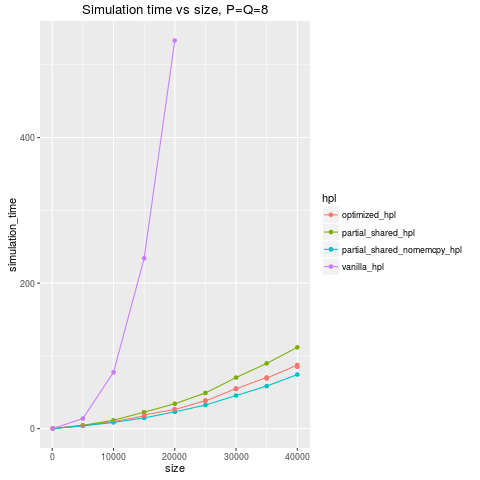 Simulation time vs size, P=Q=8
simulation_time
400
200
0
0 10000 20000 30000 40000
size
hpl
optimized_hpl
partial_shared_hpl
partial_shared_nomemcpy_hpl
vanilla_hpl